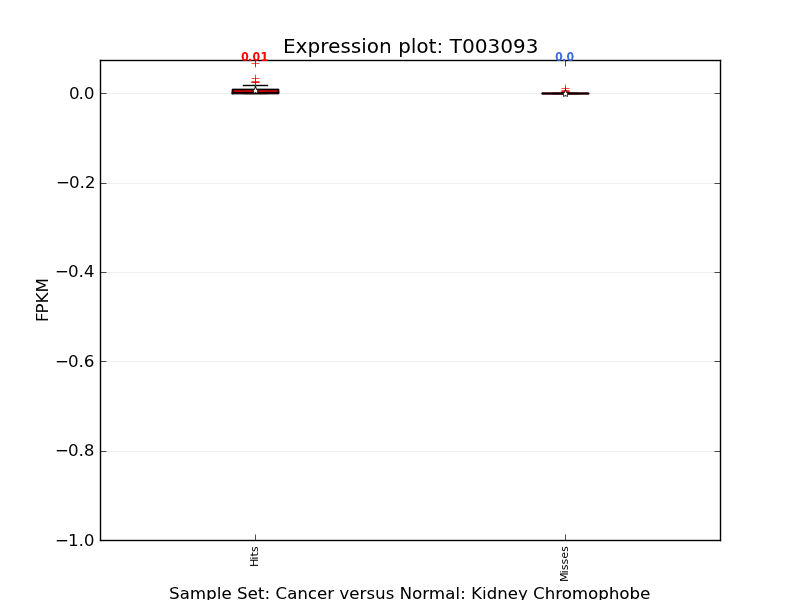 Expression plot: T003093
0.01
0.0
0.0
−0.2
−0.4
−0.6
−0.8
−1.0
FPKM
Hits
Misses
Sample Set: Cancer versus Normal: Kidney Chromophobe